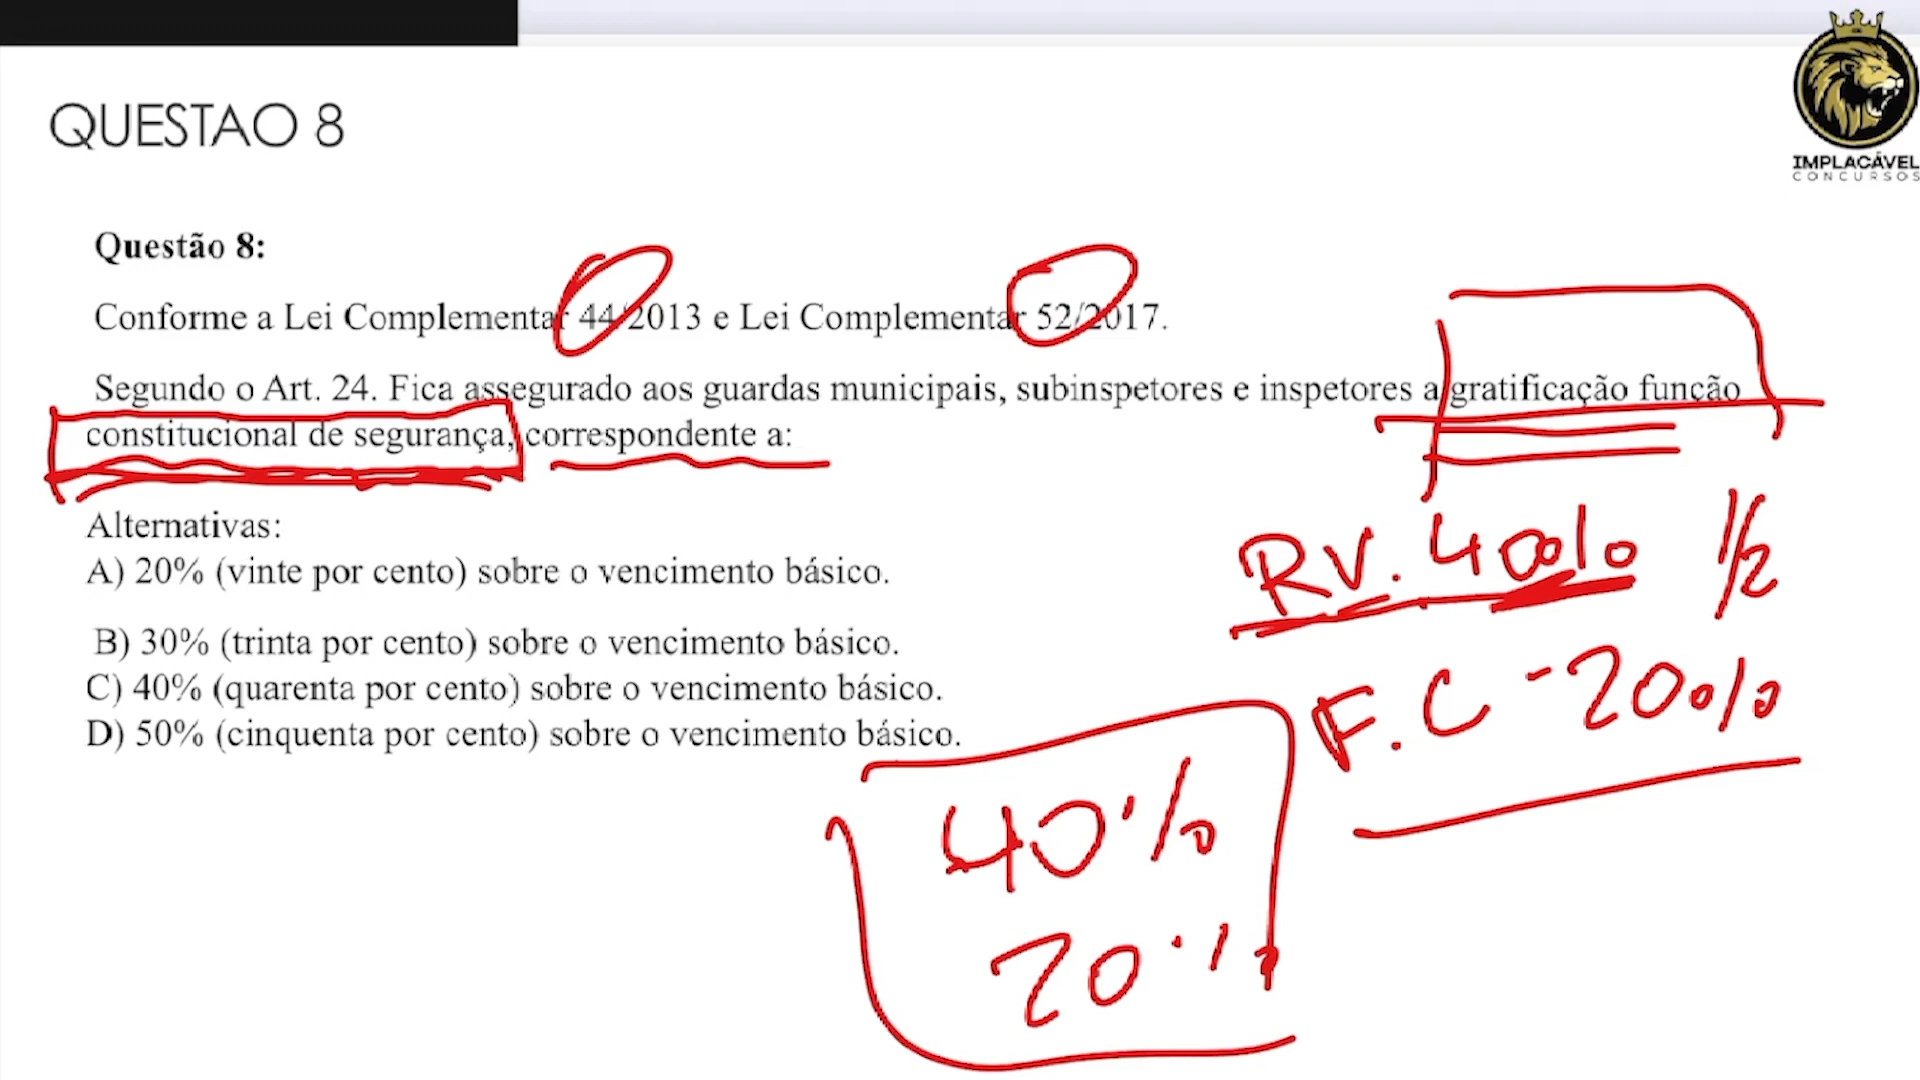 QUESTAO 8
IMPLACÁVEL
CONCURSOS
Questão 8:
Conforme a Lei Complementar 44/2013 e Lei Complementar 52/2017.
Segundo o Art. 24. Fica assegurado aos guardas municipais, subinspetores e inspetores a gratificação função
constitucional de segurança, correspondente a:
Alternativas:
A) 20% (vinte por cento) sobre o vencimento básico.
B) 30% (trinta por cento) sobre o vencimento básico.
C) 40% (quarenta por cento) sobre o vencimento básico.
D) 50% (cinquenta por cento) sobre o vencimento básico.
RV. 40% 1/2
F.C - 20%
40%
20%